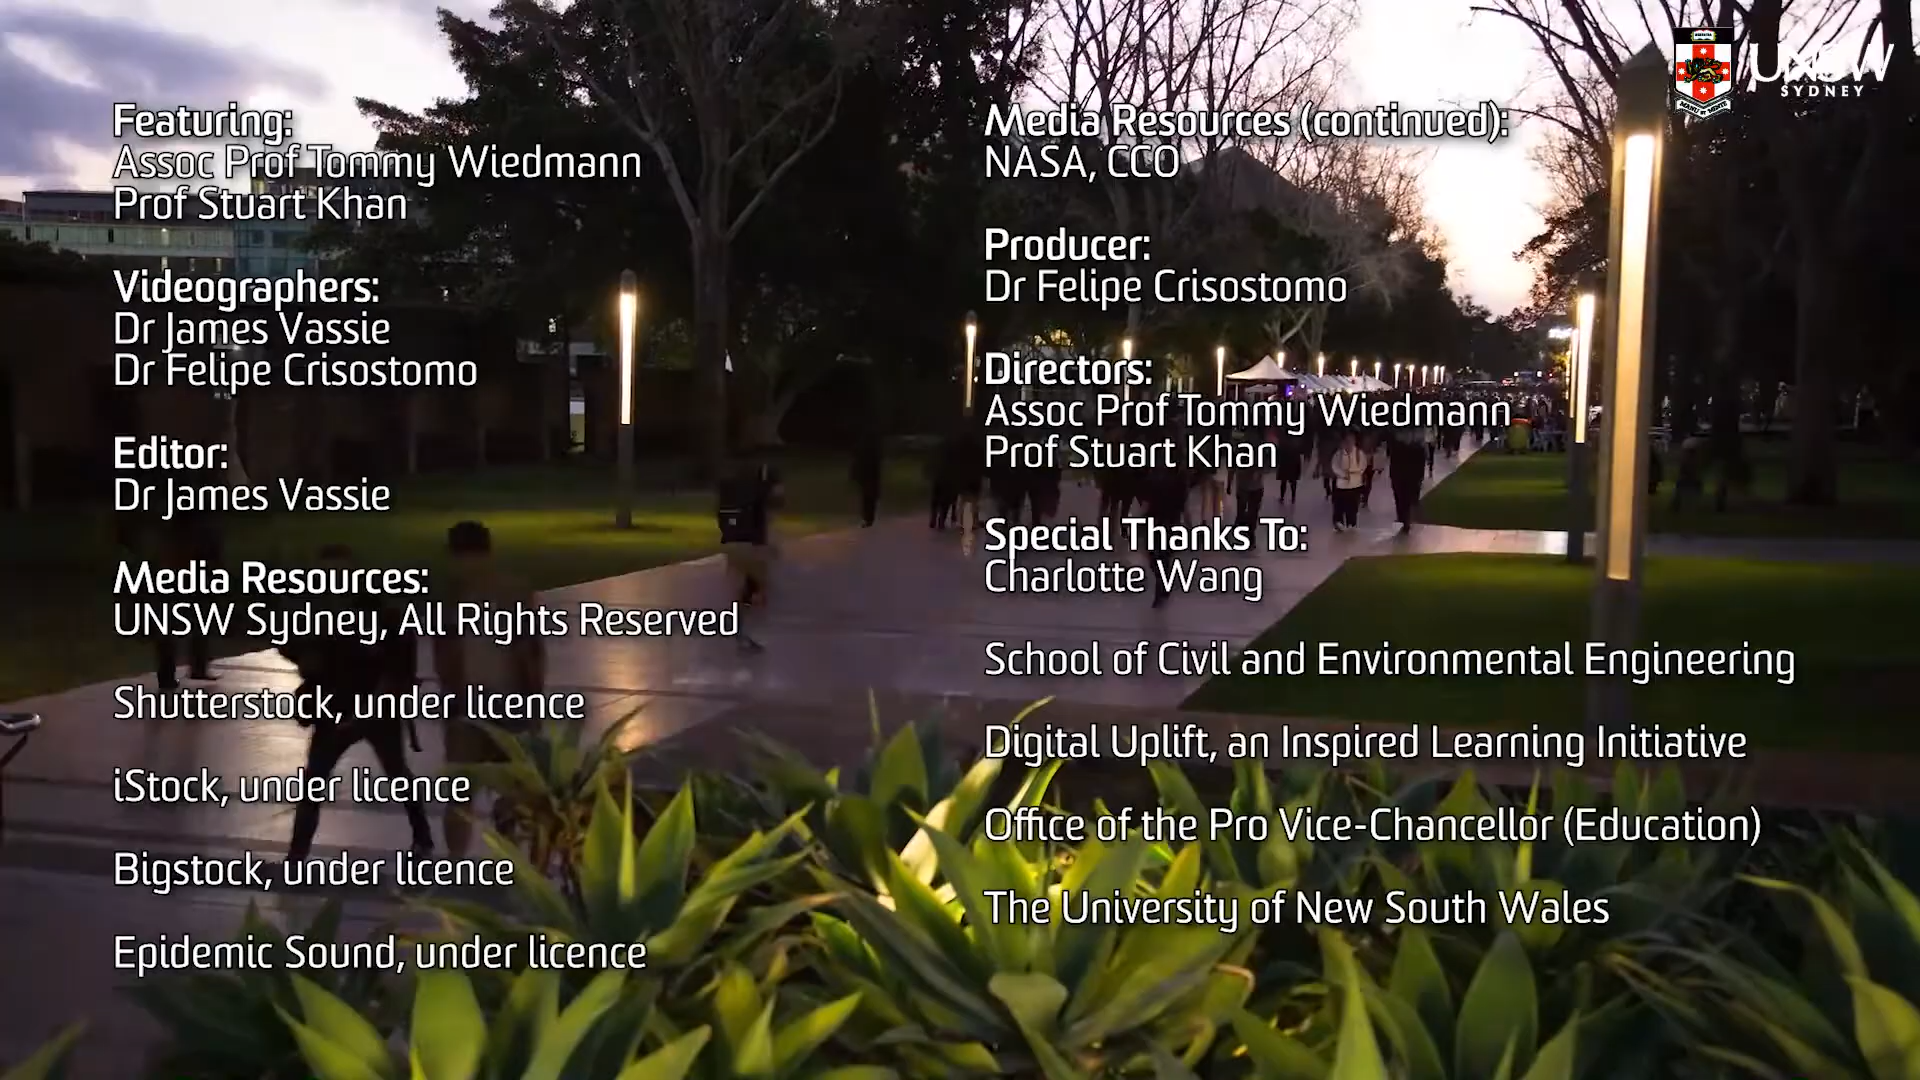 Featuring:
Assoc Prof Tommy Wiedmann
Prof Stuart Khan
Videographers:
Dr James Vassie
Dr Felipe Crisostomo
Editor:
Dr James Vassie
Media Resources:
UNSW Sydney, All Rights Reserved
Shutterstock, under licence
iStock, under licence
Bigstock, under licence
Epidemic Sound, under licence
Media Resources (continued):
NASA, CCO
Producer:
Dr Felipe Crisostomo
Directors:
Assoc Prof Tommy Wiedmann
Prof Stuart Khan
Special Thanks To:
Charlotte Wang
School of Civil and Environmental Engineering
Digital Uplift, an Inspired Learning Initiative
Office of the Pro Vice-Chancellor (Education)
The University of New South Wales
UNSW
SYDNEY